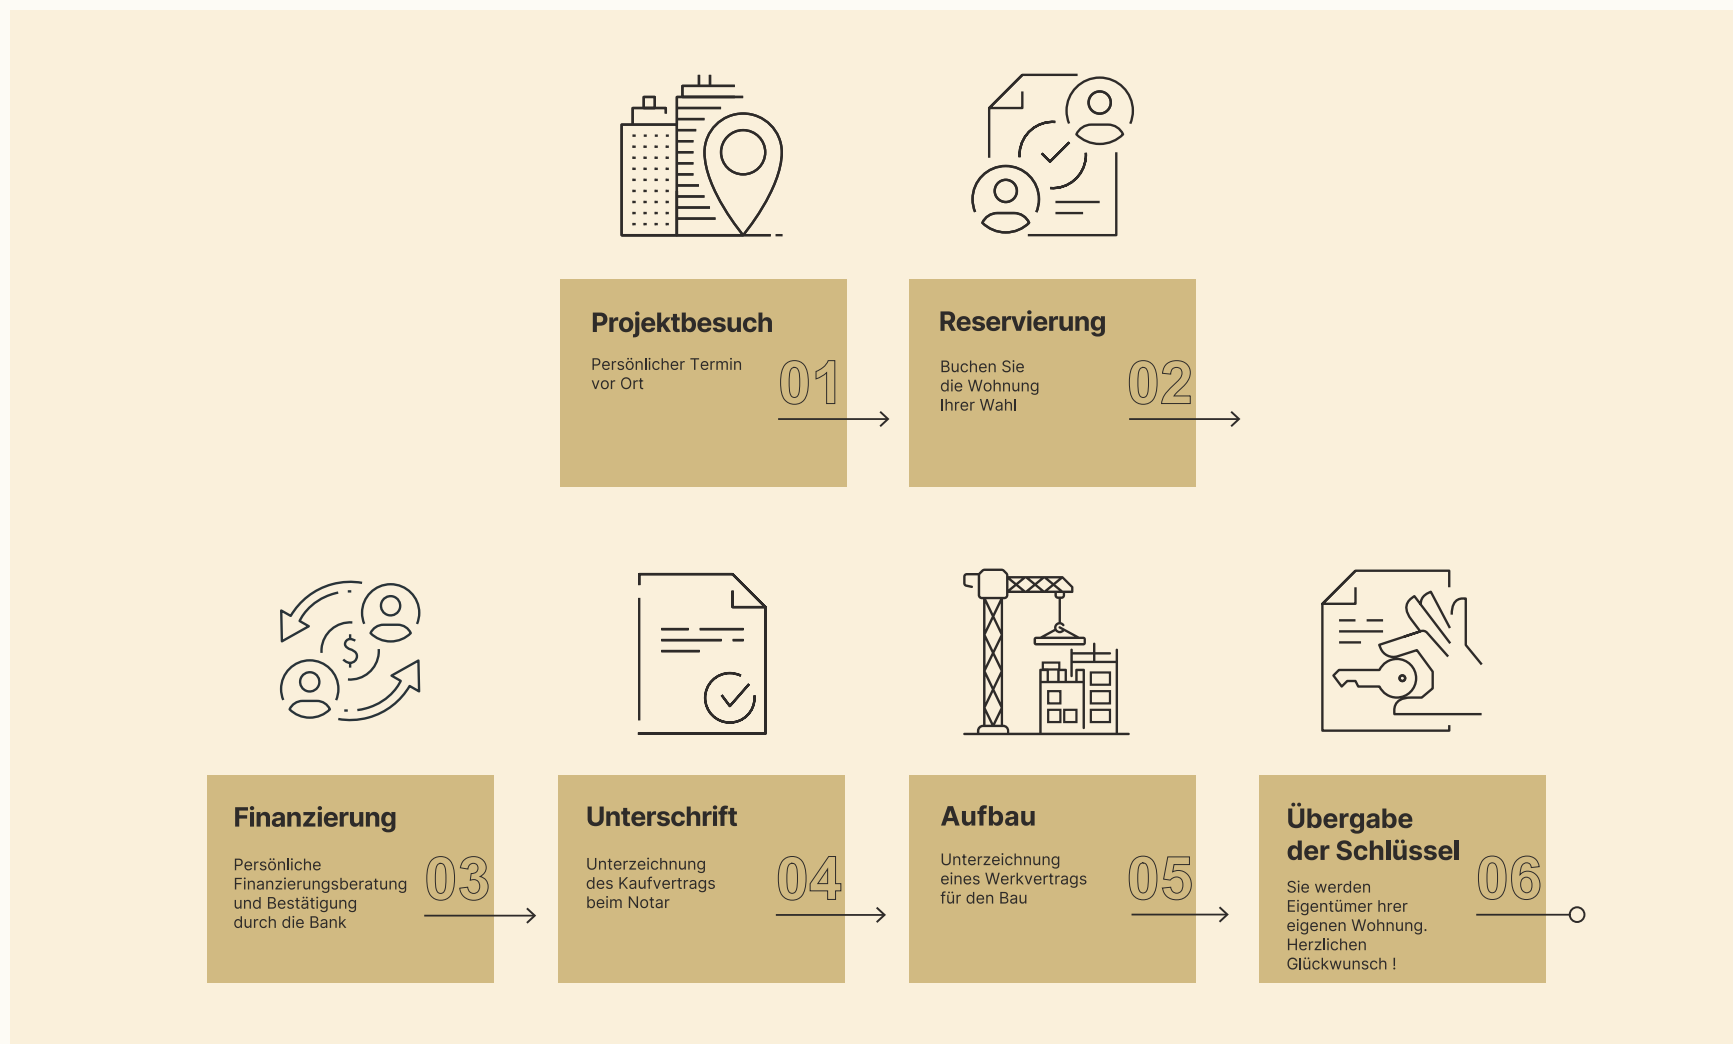 Projektbesuch
Persönlicher Termin
vor Ort
01
Reservierung
Buchen Sie
die Wohnung
Ihrer Wahl
02
$
Finanzierung
Persönliche
Finanzierungsberatung
und Bestätigung
durch die Bank
03
Unterschrift
Unterzeichnung
des Kaufvertrags
beim Notar
04
Aufbau
Unterzeichnung
eines Werkvertrags
für den Bau
05
Übergabe
der Schlüssel
Sie werden
Eigentümer hrer
eigenen Wohnung.
Herzlichen
Glückwunsch !
06